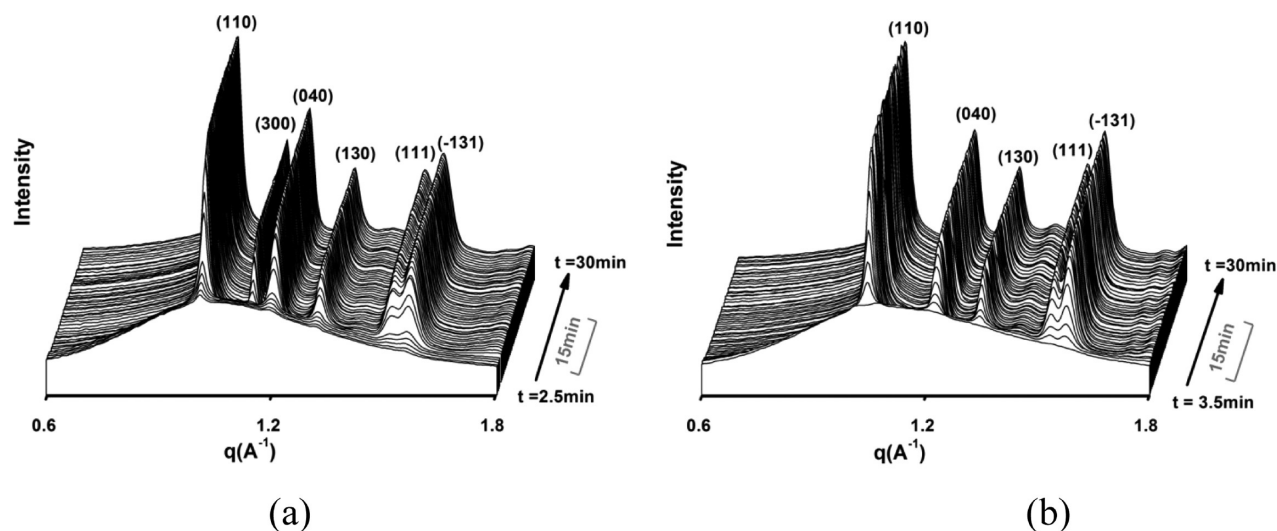 (110)
(300)
(040)
(130)
(111)
(-131)
Intensity
t =30min
15min
t =2.5min
0.6
1.2
1.8
q(A⁻¹)
(a)
(110)
(040)
(130)
(111)
(-131)
Intensity
t =30min
15min
t = 3.5min
0.6
1.2
1.8
q(A⁻¹)
(b)